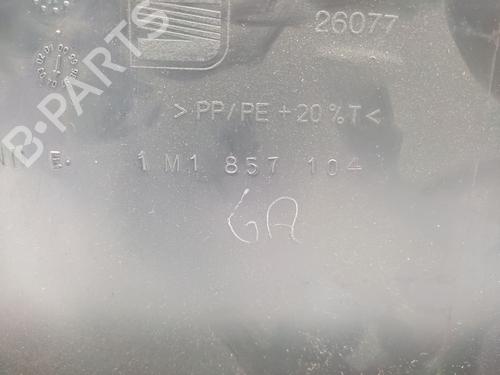 26077
>PP/PE+20%T<
E. 1M1 857 104
GA
B-PARTS